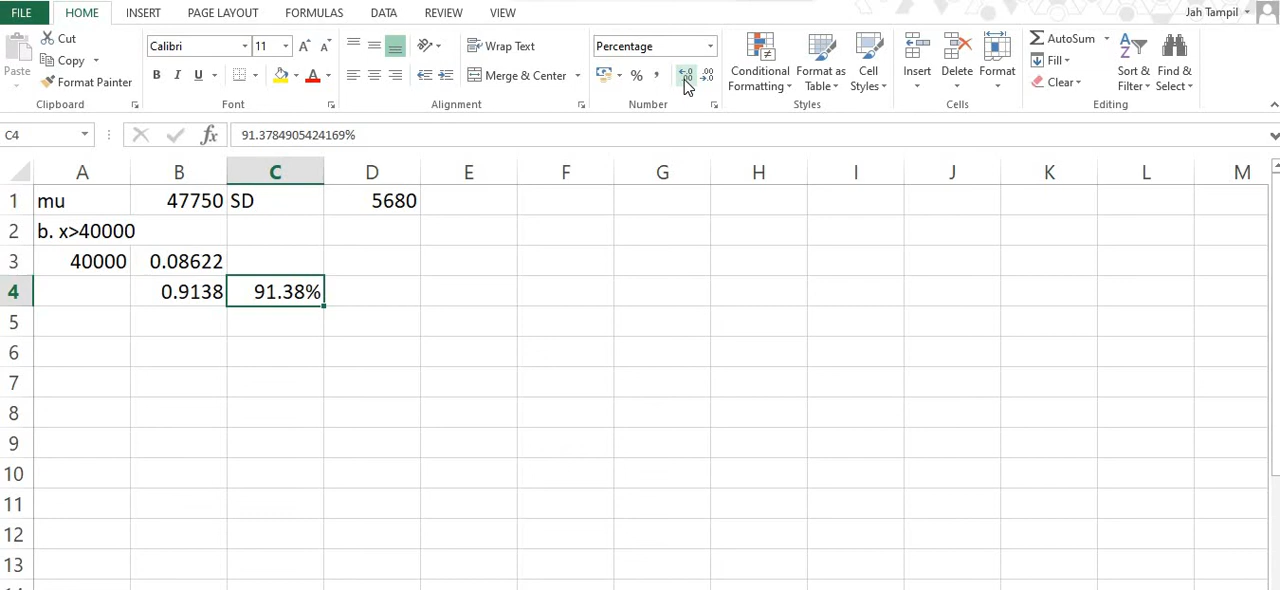 FILE HOME INSERT PAGE LAYOUT FORMULAS DATA REVIEW VIEW Jah Tampil
Cut
Copy
Format Painter
Paste
Clipboard
Calibri 11
B I U
Font
Wrap Text
Merge & Center
Alignment
Percentage
%
Number
Conditional Formatting
Format as Table
Cell Styles
Styles
Insert Delete Format
Cells
AutoSum
Fill
Clear
Sort & Filter
Find & Select
Editing
C4 fx 91.3784905424169%
A B C D E F G H I J K L M
1 mu 47750 SD 5680
2 b. x>40000
3 40000 0.08622
4 0.9138 91.38%
5
6
7
8
9
10
11
12
13